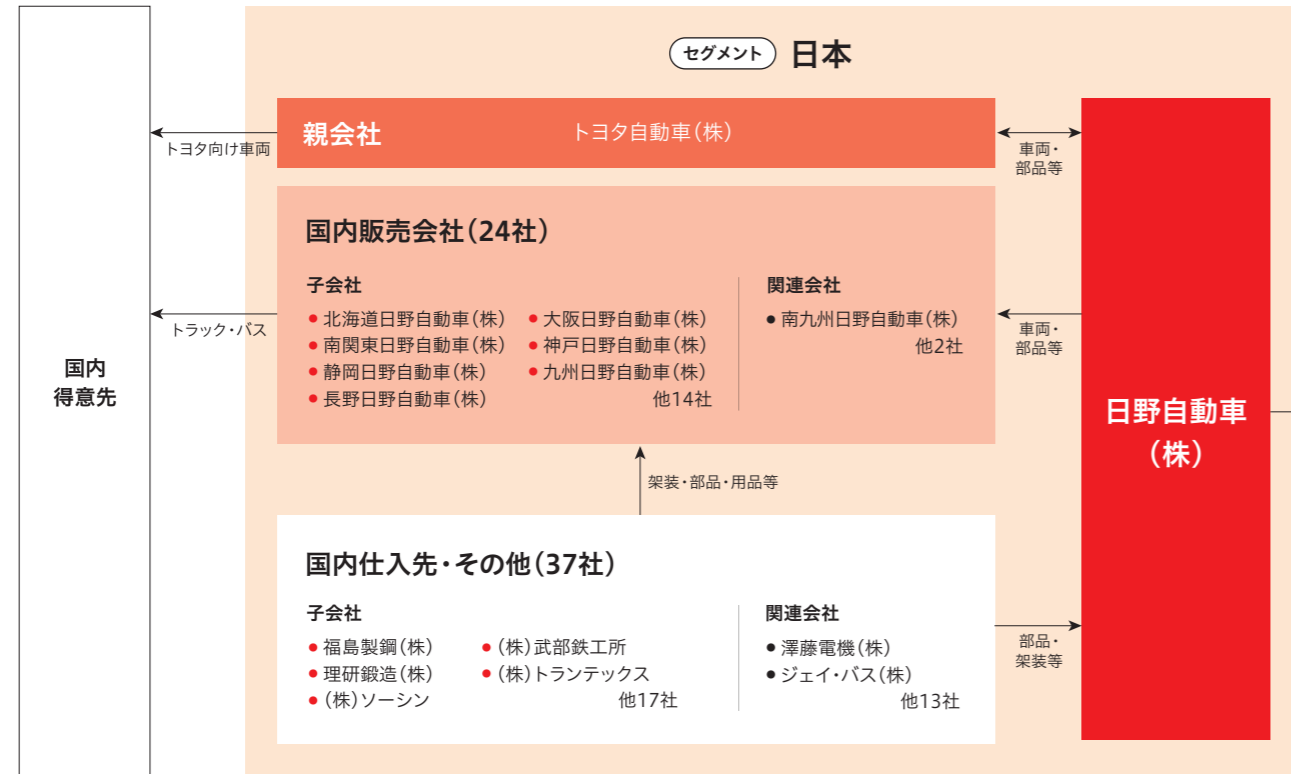 セグメント 日本
親会社 トヨタ自動車(株)
トヨタ向け車両
車両・
部品等
国内販売会社(24社)
子会社
● 北海道日野自動車(株)
● 南関東日野自動車(株)
● 静岡日野自動車(株)
● 長野日野自動車(株)
● 大阪日野自動車(株)
● 神戸日野自動車(株)
● 九州日野自動車(株)
他14社
関連会社
● 南九州日野自動車(株)
他2社
トラック・バス
車両・
部品等
国内
得意先
日野自動車
(株)
架装・部品・用品等
国内仕入先・その他(37社)
子会社
● 福島製鋼(株)
● 理研鍛造(株)
● (株)ソーシン
● (株)武部鉄工所
● (株)トランテックス
他17社
関連会社
● 澤藤電機(株)
● ジェイ・バス(株)
他13社
部品・
架装等